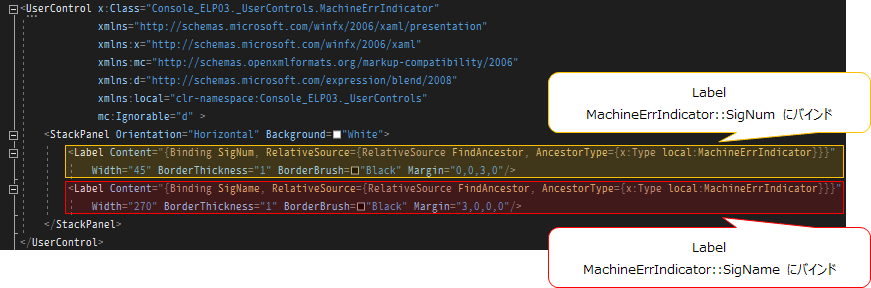 <UserControl x:Class="Console_ELP03._UserControls.MachineErrIndicator"
xmlns="http://schemas.microsoft.com/winfx/2006/xaml/presentation"
xmlns:x="http://schemas.microsoft.com/winfx/2006/xaml"
xmlns:mc="http://schemas.openxmlformats.org/markup-compatibility/2006"
xmlns:d="http://schemas.microsoft.com/expression/blend/2008"
xmlns:local="clr-namespace:Console_ELP03._UserControls"
mc:Ignorable="d" >
Label
MachineErrIndicator::SigNum にバインド
<StackPanel Orientation="Horizontal" Background="White">
<Label Content="{Binding SigNum, RelativeSource={RelativeSource FindAncestor, AncestorType={x:Type local:MachineErrIndicator}}}"
Width="45" BorderThickness="1" BorderBrush="Black" Margin="0,0,3,0"/>
<Label Content="{Binding SigName, RelativeSource={RelativeSource FindAncestor, AncestorType={x:Type local:MachineErrIndicator}}}"
Width="270" BorderThickness="1" BorderBrush="Black" Margin="3,0,0,0"/>
</StackPanel>
</UserControl>
Label
MachineErrIndicator::SigName にバインド